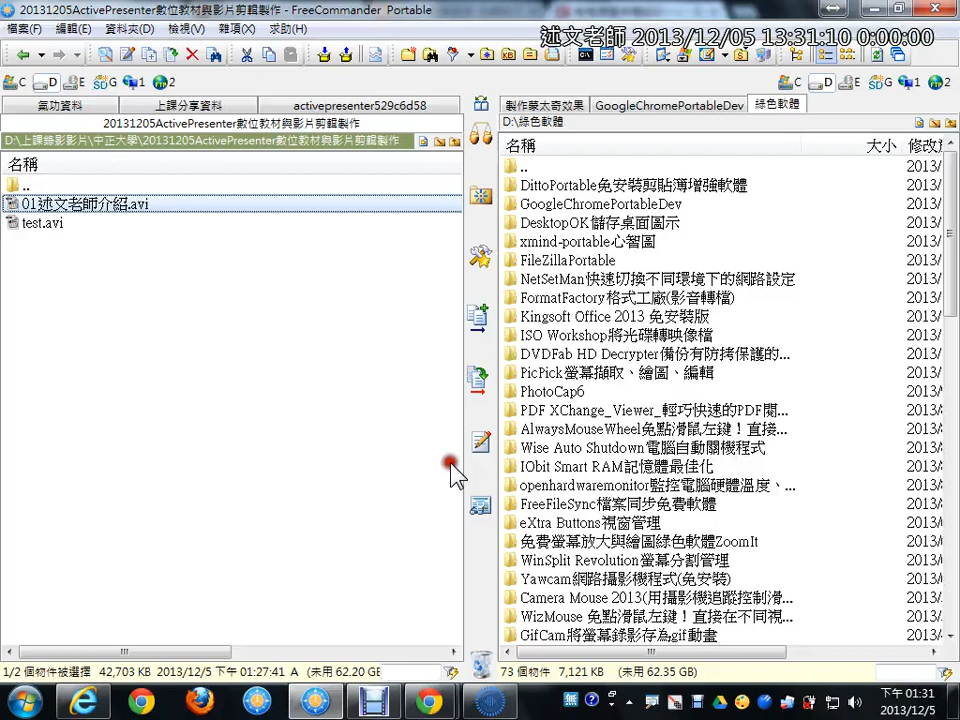 20131205ActivePresenter數位教材與影片剪輯製作 - FreeCommander Portable
檔案(F) 編輯(E) 資料夾(D) 檢視(V) 雜項(X) 求助(H)
述文老師 2013/12/05 13:31:10 0:00:00
C D E G 1 2
C D E G 1 2
氣功資料 上課分享資料 activepresenter529c6d58
20131205ActivePresenter數位教材與影片剪輯製作
D:\上課錄影影片\中正大學\20131205ActivePresenter數位教材與影片剪輯製作
名稱
..
01述文老師介紹.avi
test.avi
1/2 個物件被選擇 42,703 KB 2013/12/5 下午 01:27:41 A (未用 62.20 GB)
製作蒙太奇效果 GoogleChromePortableDev 綠色軟體
D:\綠色軟體
名稱 大小 修改
.. 2013/
DittoPortable免安裝剪貼簿增強軟體 2013/
GoogleChromePortableDev 2013/
DesktopOK儲存桌面圖示 2013/
xmind-portable心智圖 2013/
FileZillaPortable 2013/
NetSetMan快速切換不同環境下的網路設定 2013/
FormatFactory格式工廠(影音轉檔) 2013/
Kingsoft Office 2013 免安裝版 2013/
ISO Workshop將光碟轉映像檔 2013/
DVDFab HD Decrypter備份有防拷保護的... 2013/
PicPick螢幕擷取、繪圖、編輯 2013/
PhotoCap6 2013/
PDF XChange_Viewer_輕巧快速的PDF閱... 2013/
AlwaysMouseWheel免點滑鼠左鍵！直接... 2013/
Wise Auto Shutdown電腦自動關機程式 2013/
IObit Smart RAM記憶體最佳化 2013/
openhardwaremonitor監控電腦硬體溫度、... 2013/
FreeFileSync檔案同步免費軟體 2013/
eXtra Buttons視窗管理 2013/
免費螢幕放大與繪圖綠色軟體ZoomIt 2013/
WinSplit Revolution螢幕分割管理 2013/
Yawcam網路攝影機程式(免安裝) 2013/
Camera Mouse 2013(用攝影機追蹤控制滑... 2013/
WizMouse 免點滑鼠左鍵！直接在不同視... 2013/
GifCam將螢幕錄影存為gif動畫 2013/
73 個物件 7,121 KB (未用 62.35 GB)
下午 01:31
2013/12/5